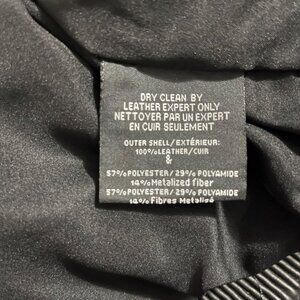 DRY CLEAN BY
LEATHER EXPERT ONLY
NETTOYER PAR UN EXPERT
EN CUIR SEULEMENT
OUTER SHELL/EXTÉRIEUR:
100%LEATHER/CUIR
&
57%POLYESTER/29%POLYAMIDE
14%Metalized fiber
57%POLYESTER/29%POLYAMIDE
14% Fibres Metalisé